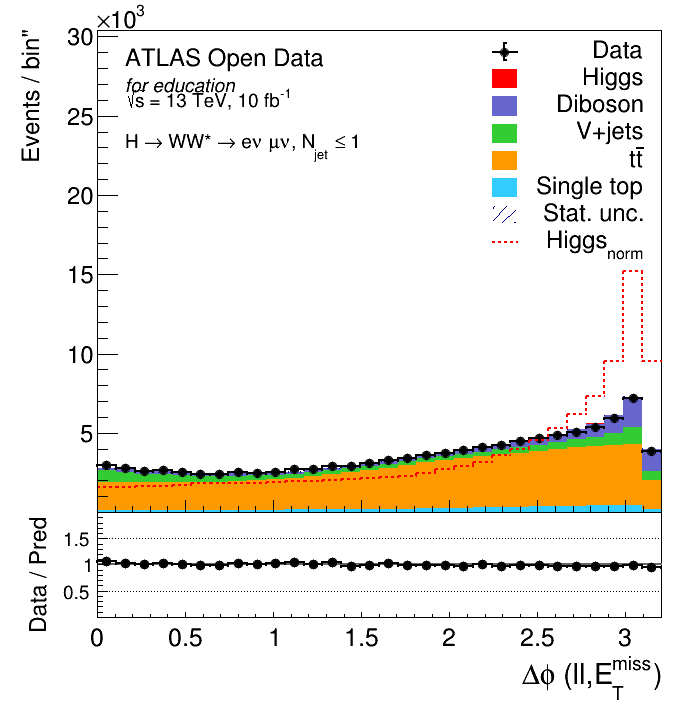 ×10³
Events / bin"
30
25
20
15
10
5
ATLAS Open Data
for education
√s = 13 TeV, 10 fb⁻¹
H → WW* → eν μν, N_jet ≤ 1
Data
Higgs
Diboson
V+jets
tt̄
Single top
Stat. unc.
Higgs_norm
Data / Pred
1.5
1
0.5
0 0.5 1 1.5 2 2.5 3
Δϕ (ll,E_T^miss)